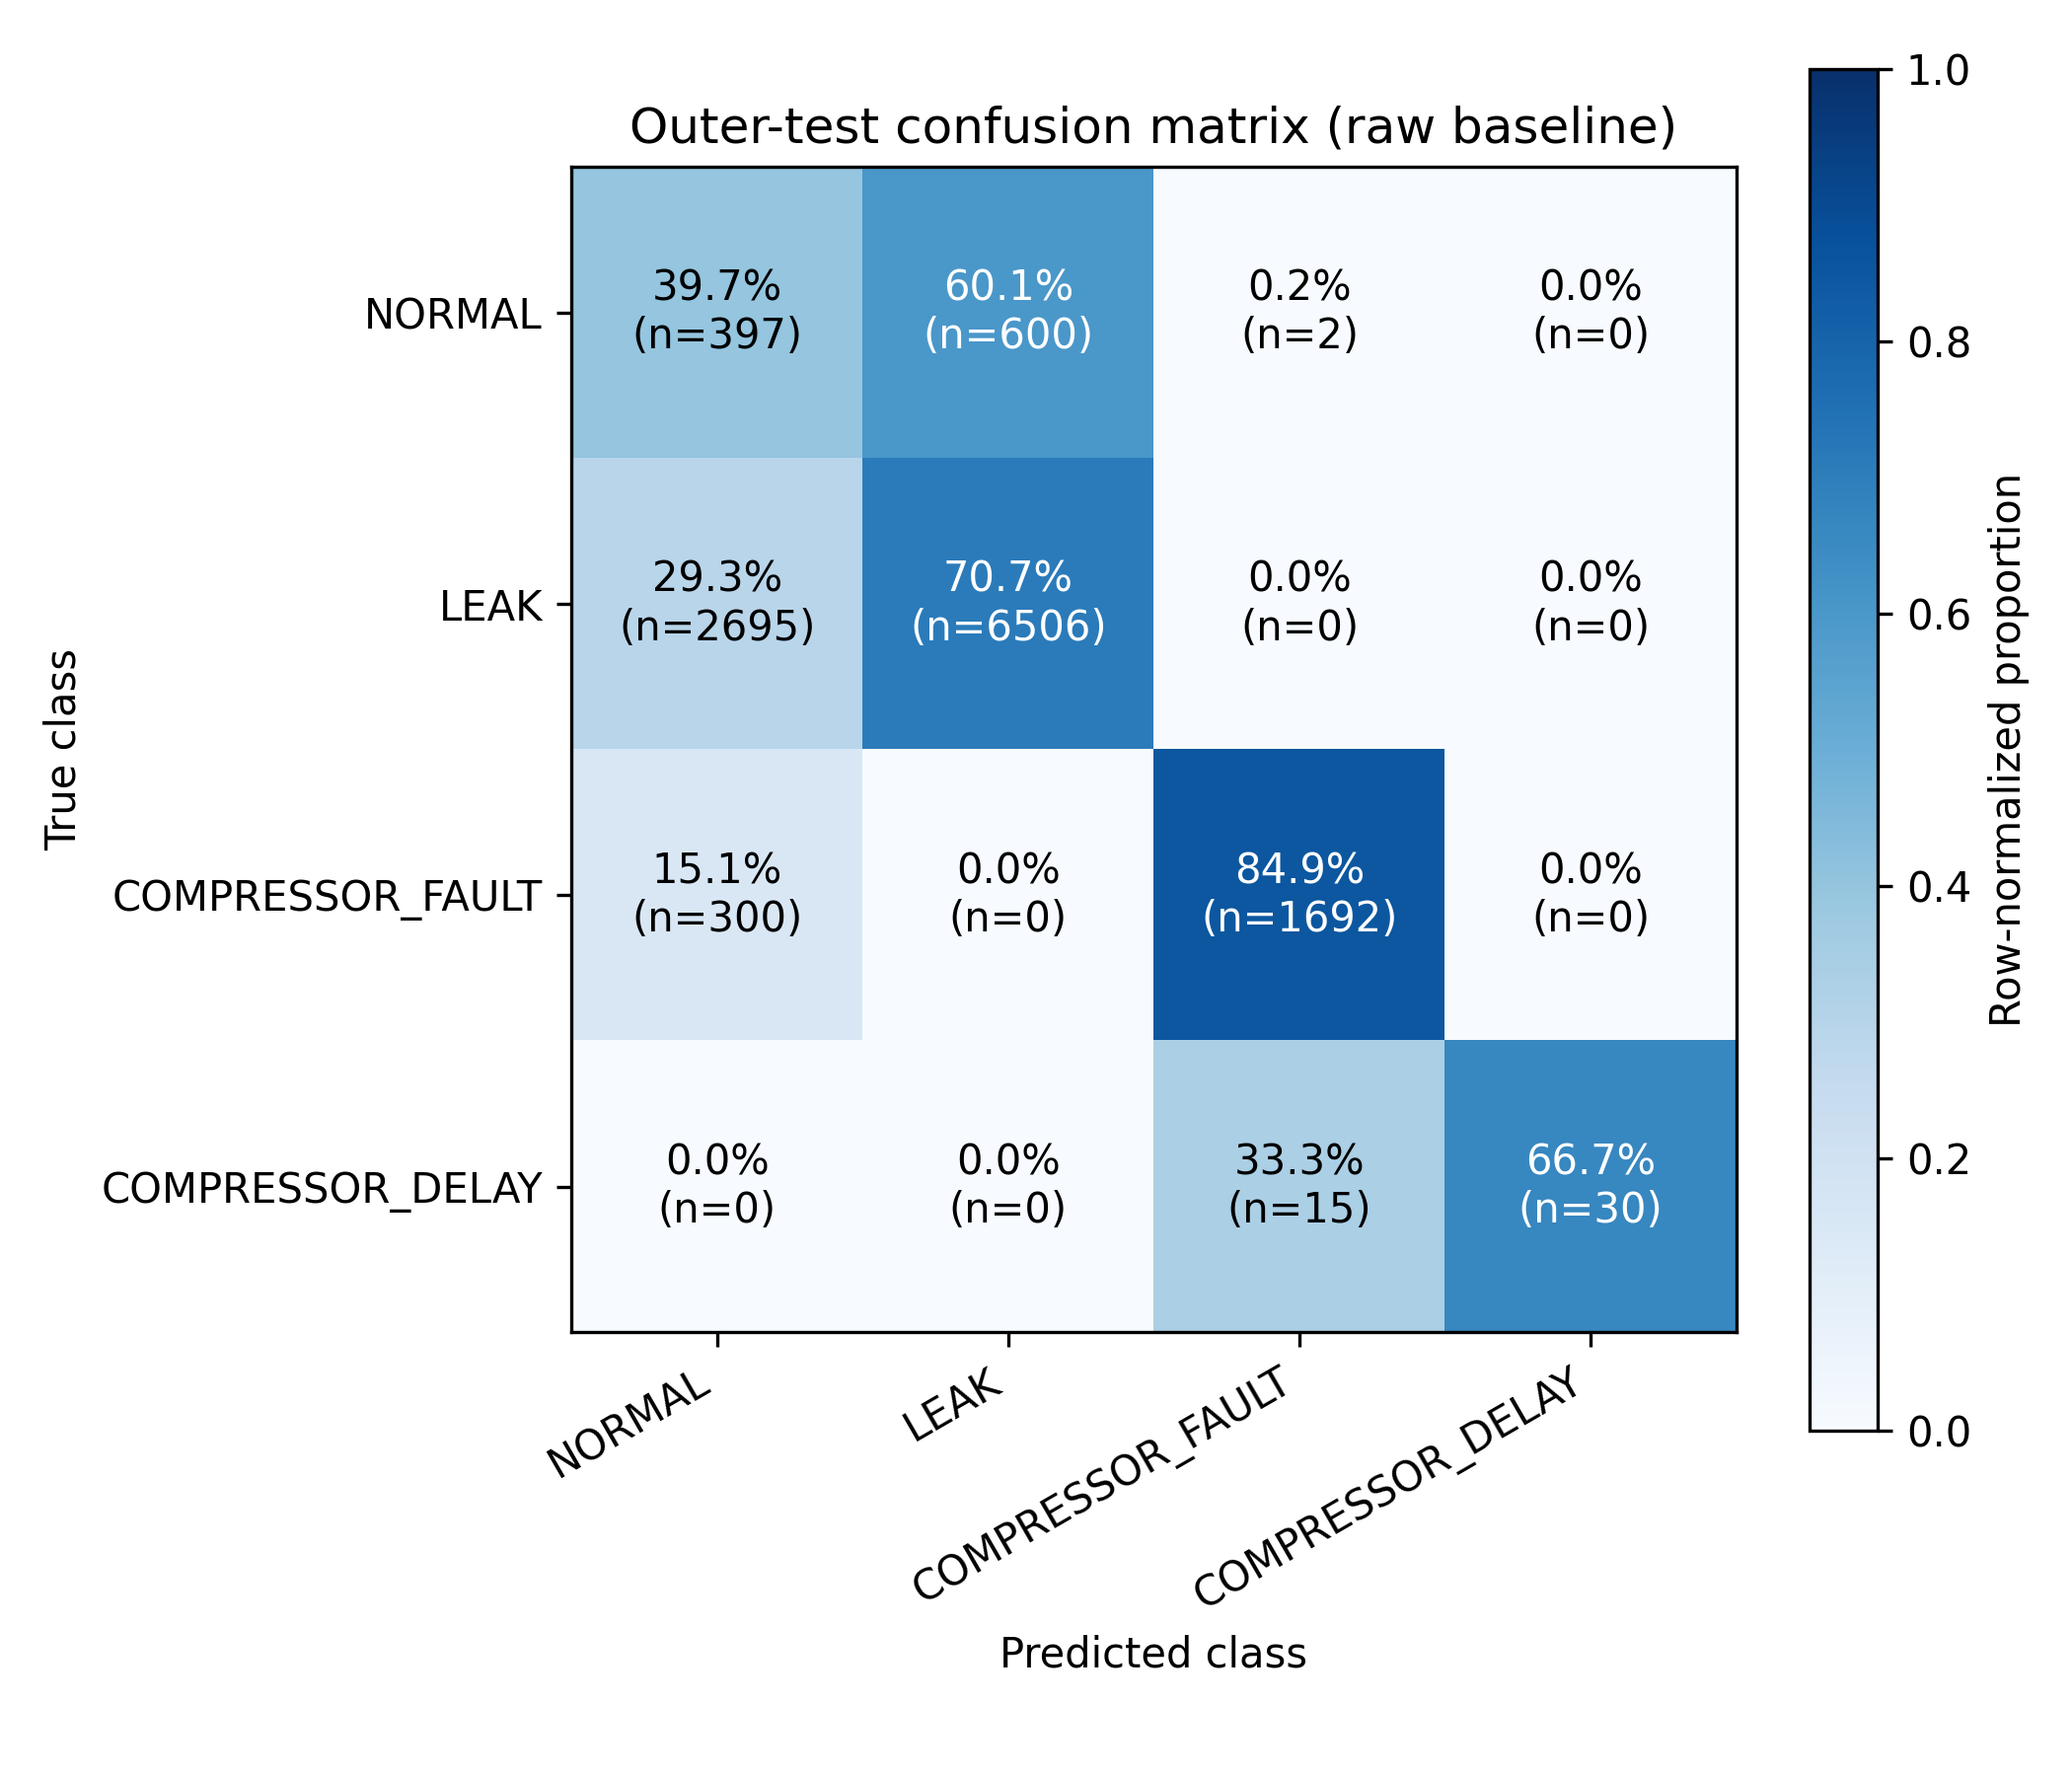 Outer-test confusion matrix (raw baseline)
True class
NORMAL
39.7%
(n=397)
60.1%
(n=600)
0.2%
(n=2)
0.0%
(n=0)
LEAK
29.3%
(n=2695)
70.7%
(n=6506)
0.0%
(n=0)
0.0%
(n=0)
COMPRESSOR_FAULT
15.1%
(n=300)
0.0%
(n=0)
84.9%
(n=1692)
0.0%
(n=0)
COMPRESSOR_DELAY
0.0%
(n=0)
0.0%
(n=0)
33.3%
(n=15)
66.7%
(n=30)
NORMAL
LEAK
COMPRESSOR_FAULT
COMPRESSOR_DELAY
Predicted class
1.0
0.8
0.6
0.4
0.2
0.0
Row-normalized proportion